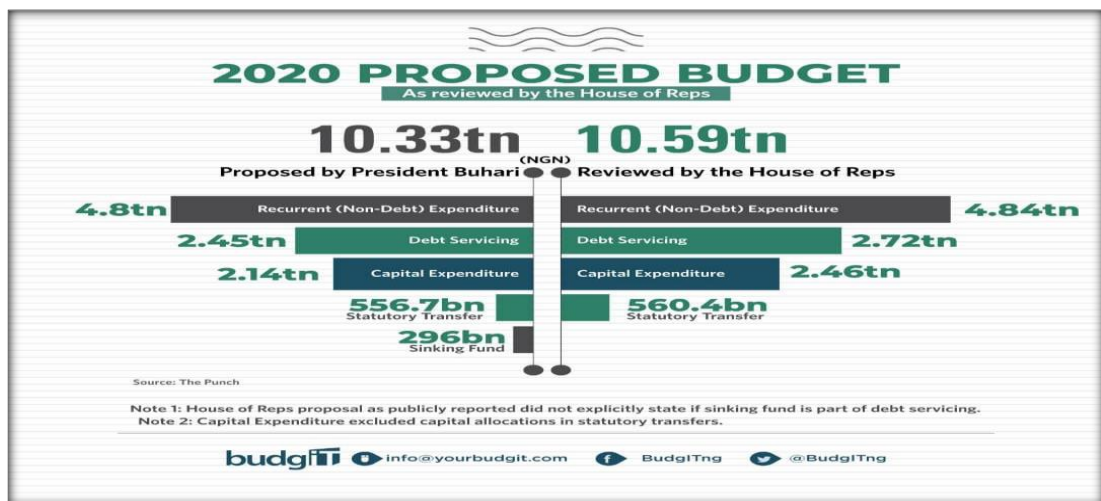 2020 PROPOSED BUDGET
As reviewed by the House of Reps
10.33tn
10.59tn
(NGN)
Proposed by President Buhari
Reviewed by the House of Reps
4.8tn
Recurrent (Non-Debt) Expenditure
Recurrent (Non-Debt) Expenditure
4.84tn
2.45tn
Debt Servicing
Debt Servicing
2.72tn
2.14tn
Capital Expenditure
Capital Expenditure
2.46tn
556.7bn
Statutory Transfer
560.4bn
Statutory Transfer
296bn
Sinking Fund
Source: The Punch
Note 1: House of Reps proposal as publicly reported did not explicitly state if sinking fund is part of debt servicing.
Note 2: Capital Expenditure excluded capital allocations in statutory transfers.
budgIT
info@yourbudgit.com
BudgITng
@BudgITng